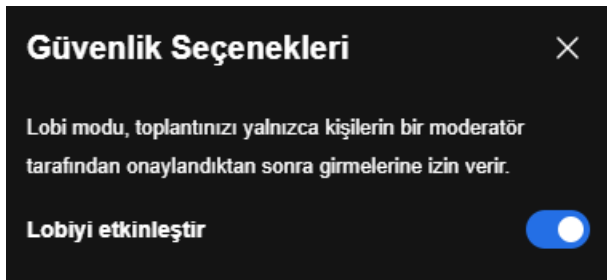 Güvenlik Seçenekleri
Lobi modu, toplantınızı yalnızca kişilerin bir moderatör
tarafından onaylandıktan sonra girmelerine izin verir.
Lobiyi etkinleştir